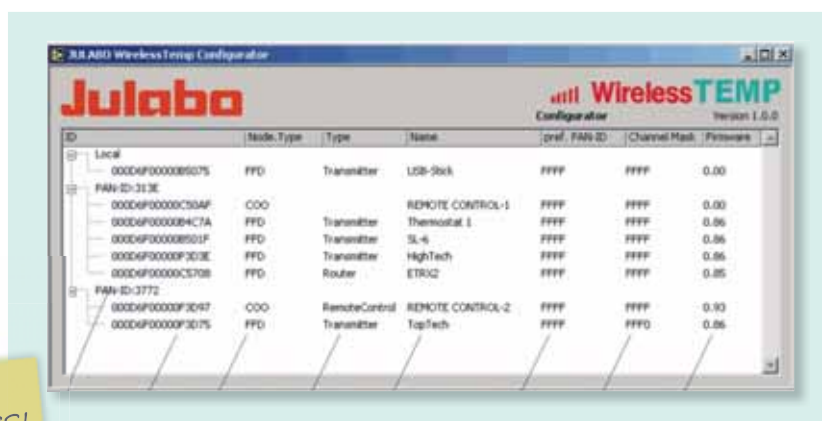 JULABO WirelessTemp Configurator
Julabo
WirelessTEMP
Configurator Version 1.0.0
ID Node.Type Type Name pref. PAN-ID Channel Mask Firmware
Local
000D6F00000B5075 FFD Transmitter USB-Stick FFFF FFFF 0.00
PAN-ID:313E
000D6F00000C50AF COO REMOTE CONTROL-1 FFFF FFFF 0.00
000D6F00000B4C7A FFD Transmitter Thermostat 1 FFFF FFFF 0.86
000D6F00000B501F FFD Transmitter SL-6 FFFF FFFF 0.86
000D6F00000F3D3E FFD Transmitter HighTech FFFF FFFF 0.86
000D6F00000C5708 FFD Router ETRX2 FFFF FFFF 0.85
PAN-ID:3772
000D6F00000F3D97 COO RemoteControl REMOTE CONTROL-2 FFFF FFFF 0.93
000D6F00000F3D75 FFD Transmitter TopTech FFFF FFF0 0.86